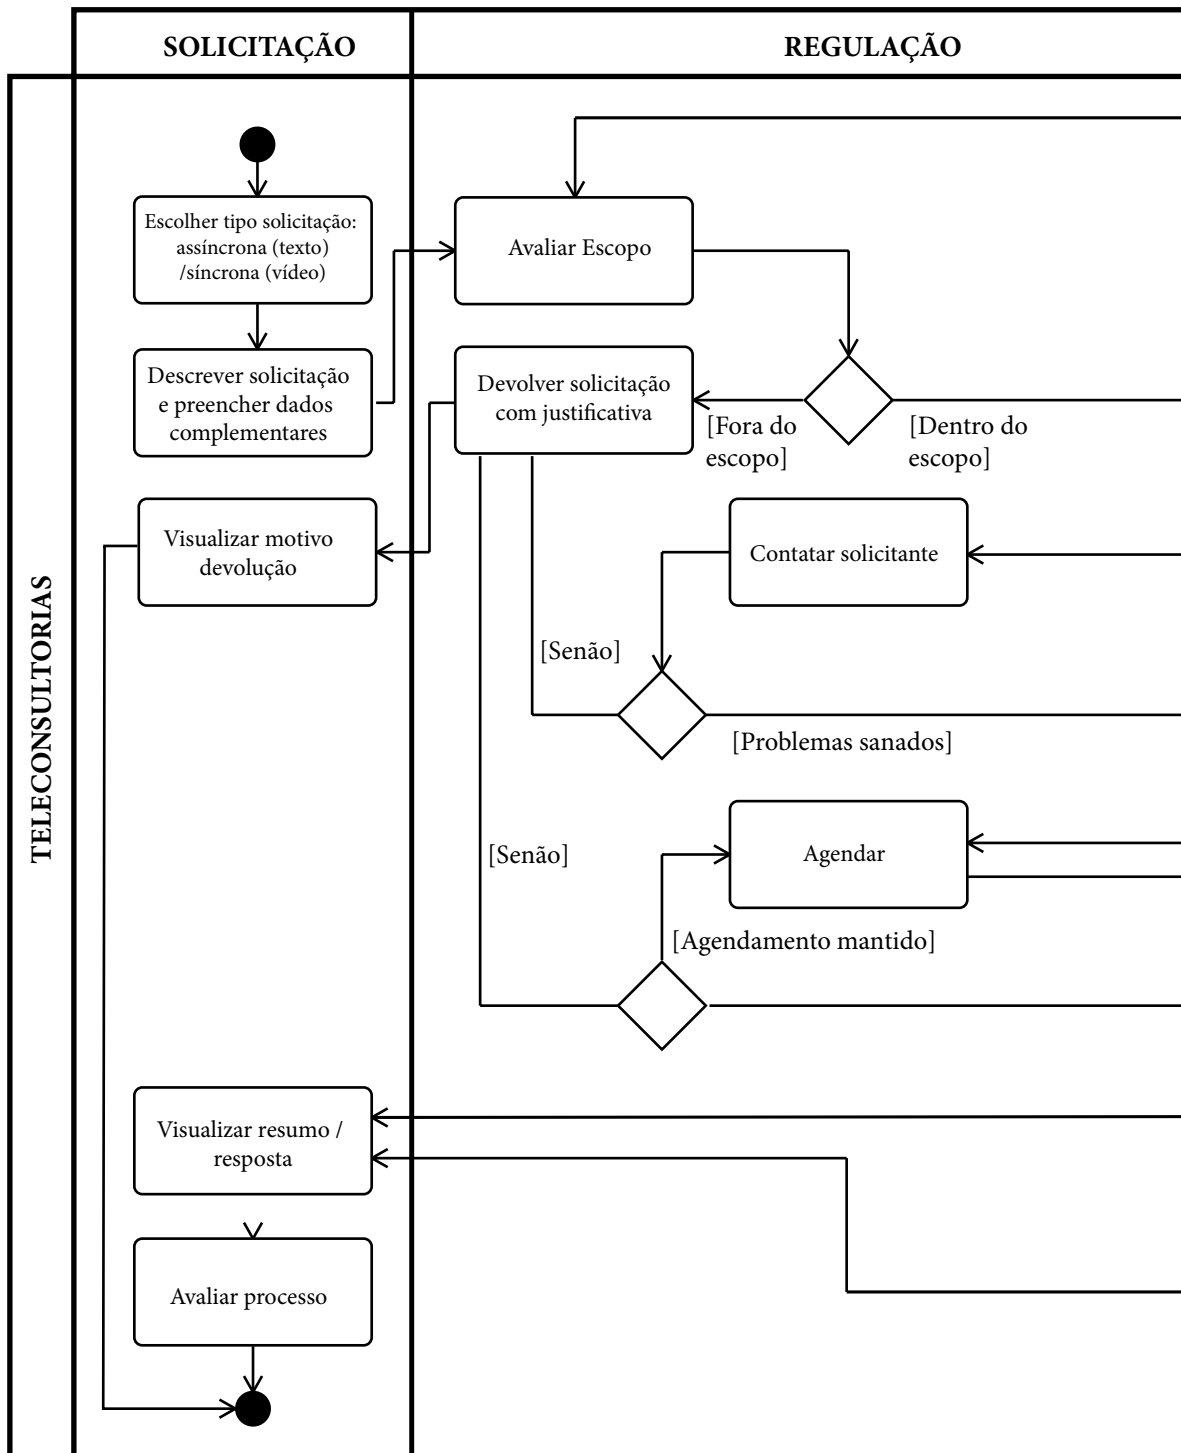 SOLICITAÇÃO
REGULAÇÃO
TELECONSULTORIAS
Escolher tipo solicitação:
assíncrona (texto)
/síncrona (vídeo)
Avaliar Escopo
Descrever solicitação
e preencher dados
complementares
Devolver solicitação
com justificativa
[Fora do
escopo]
[Dentro do
escopo]
Visualizar motivo
devolução
Contatar solicitante
[Senão]
[Problemas sanados]
Agendar
[Senão]
[Agendamento mantido]
Visualizar resumo /
resposta
Avaliar processo